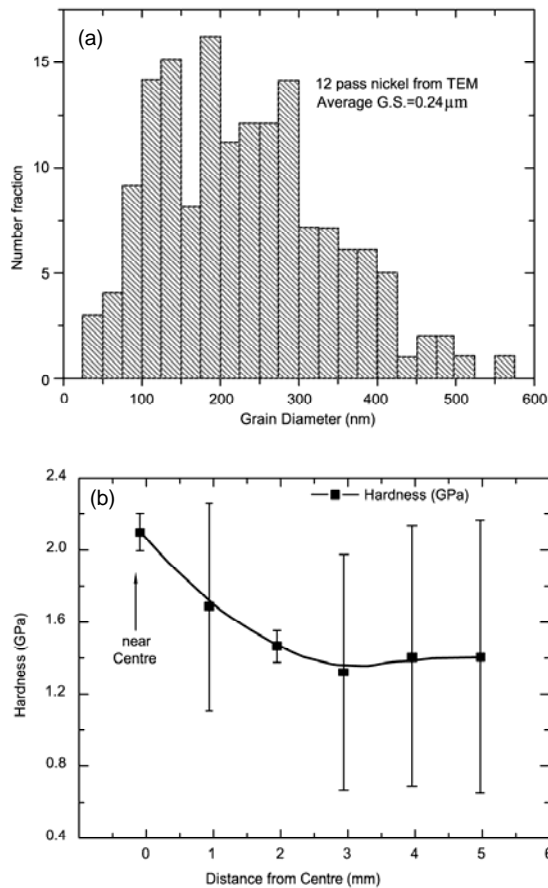 (a)
12 pass nickel from TEM
Average G.S.=0.24μm
Number fraction
15
10
5
0
0 100 200 300 400 500 600
Grain Diameter (nm)
(b)
Hardness (GPa)
near
Centre
Hardness (GPa)
2.4
2.0
1.6
1.2
0.8
0.4
0 1 2 3 4 5 6
Distance from Centre (mm)